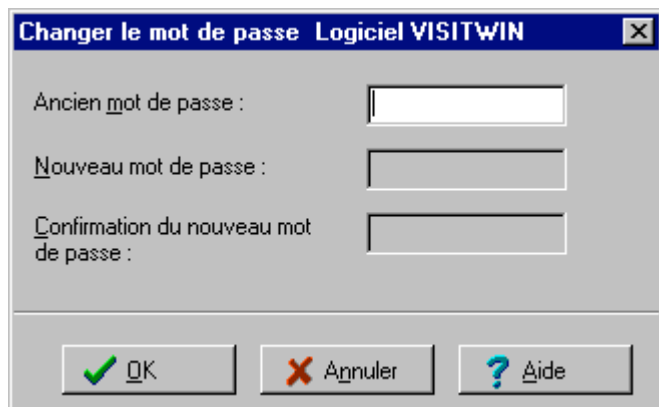 Changer le mot de passe  Logiciel VISITWIN
Ancien mot de passe :
Nouveau mot de passe :
Confirmation du nouveau mot
de passe :
OK
Annuler
Aide